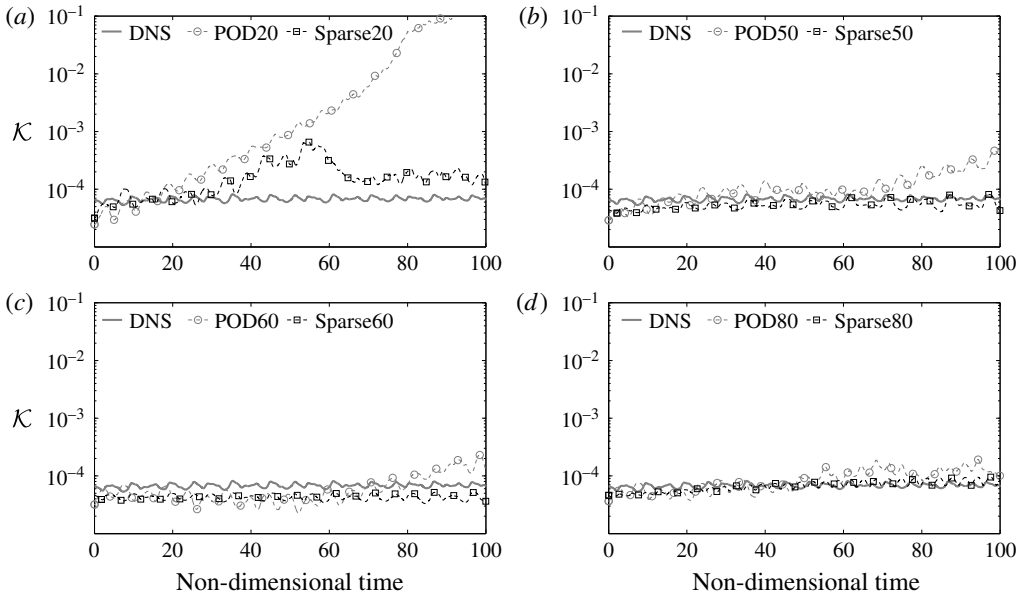 (a)
DNS POD20 Sparse20
10⁻¹
10⁻²
10⁻³
10⁻⁴
𝒦
0 20 40 60 80 100
(b)
DNS POD50 Sparse50
10⁻¹
10⁻²
10⁻³
10⁻⁴
0 20 40 60 80 100
(c)
DNS POD60 Sparse60
10⁻¹
10⁻²
10⁻³
10⁻⁴
𝒦
0 20 40 60 80 100
Non-dimensional time
(d)
DNS POD80 Sparse80
10⁻¹
10⁻²
10⁻³
10⁻⁴
0 20 40 60 80 100
Non-dimensional time